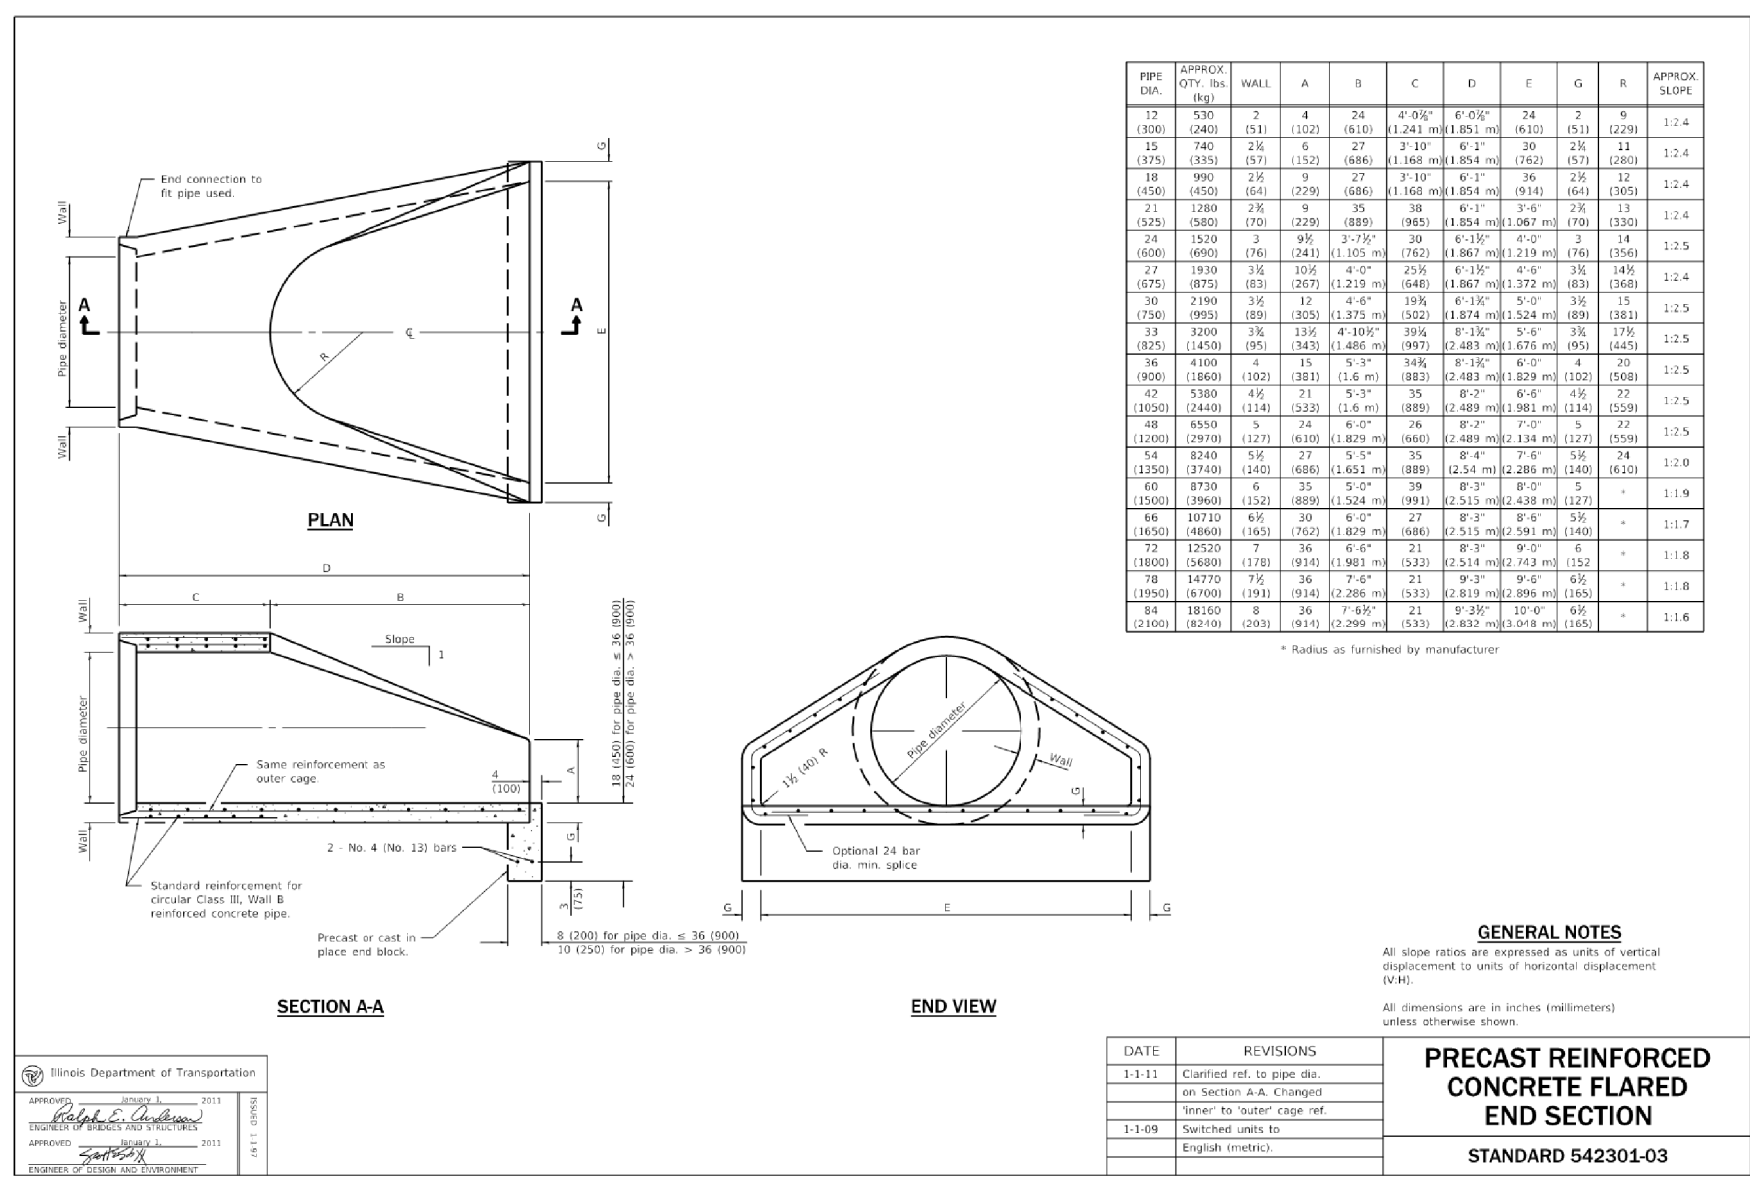 PIPE DIA. APPROX. QTY. lbs. (kg) WALL A B C D E G R APPROX. SLOPE
12 530 2 4 24 4'-0⅞" 6'-0⅞" 24 2 9 1:2.4
(300) (240) (51) (102) (610) (1.241 m) (1.851 m) (610) (51) (229)
15 740 2¼ 6 27 3'-10" 6'-1" 30 2¼ 11 1:2.4
(375) (335) (57) (152) (686) (1.168 m) (1.854 m) (762) (57) (280)
18 990 2½ 9 27 3'-10" 6'-1" 36 2½ 12 1:2.4
(450) (450) (64) (229) (686) (1.168 m) (1.854 m) (914) (64) (305)
21 1280 2¾ 9 35 38 6'-1" 3'-6" 2¾ 13 1:2.4
(525) (580) (70) (229) (889) (965) (1.854 m) (1.067 m) (70) (330)
24 1520 3 9½ 3'-7½" 30 6'-1½" 4'-0" 3 14 1:2.5
(600) (690) (76) (241) (1.105 m) (762) (1.867 m) (1.219 m) (76) (356)
27 1930 3¼ 10½ 4'-0" 25½ 6'-1½" 4'-6" 3¼ 14½ 1:2.4
(675) (875) (83) (267) (1.219 m) (648) (1.867 m) (1.372 m) (83) (368)
30 2190 3½ 12 4'-6" 19¾ 6'-1¾" 5'-0" 3½ 15 1:2.5
(750) (995) (89) (305) (1.375 m) (502) (1.874 m) (1.524 m) (89) (381)
33 3200 3¾ 13½ 4'-10½" 39¼ 8'-1¾" 5'-6" 3¾ 17½ 1:2.5
(825) (1450) (95) (343) (1.486 m) (997) (2.483 m) (1.676 m) (95) (445)
36 4100 4 15 5'-3" 34¾ 8'-1¾" 6'-0" 4 20 1:2.5
(900) (1860) (102) (381) (1.6 m) (883) (2.483 m) (1.829 m) (102) (508)
42 5380 4½ 21 5'-3" 35 8'-2" 6'-6" 4½ 22 1:2.5
(1050) (2440) (114) (533) (1.6 m) (889) (2.489 m) (1.981 m) (114) (559)
48 6550 5 24 6'-0" 26 8'-2" 7'-0" 5 22 1:2.5
(1200) (2970) (127) (610) (1.829 m) (660) (2.489 m) (2.134 m) (127) (559)
54 8240 5½ 27 5'-5" 35 8'-4" 7'-6" 5½ 24 1:2.0
(1350) (3740) (140) (686) (1.651 m) (889) (2.54 m) (2.286 m) (140) (610)
60 8730 6 35 5'-0" 39 8'-3" 8'-0" 5 * 1:1.9
(1500) (3960) (152) (889) (1.524 m) (991) (2.515 m) (2.438 m) (127)
66 10710 6½ 30 6'-0" 27 8'-3" 8'-6" 5½ * 1:1.7
(1650) (4860) (165) (762) (1.829 m) (686) (2.515 m) (2.591 m) (140)
72 12520 7 36 6'-6" 21 8'-3" 9'-0" 6 * 1:1.8
(1800) (5680) (178) (914) (1.981 m) (533) (2.514 m) (2.743 m) (152
78 14770 7½ 36 7'-6" 21 9'-3" 9'-6" 6½ * 1:1.8
(1950) (6700) (191) (914) (2.286 m) (533) (2.819 m) (2.896 m) (165)
84 18160 8 36 7'-6½" 21 9'-3½" 10'-0" 6½ * 1:1.6
(2100) (8240) (203) (914) (2.299 m) (533) (2.832 m) (3.048 m) (165)
* Radius as furnished by manufacturer
G
End connection to
fit pipe used.
Wall
Pipe diameter
Wall
A
A
℄
R
E
G
PLAN
D
C
B
Wall
Pipe diameter
Wall
Slope
1
18 (450) for pipe dia. ≤ 36 (900)
24 (600) for pipe dia. > 36 (900)
Same reinforcement as
outer cage.
4
(100)
A
G
2 - No. 4 (No. 13) bars
Standard reinforcement for
circular Class III, Wall B
reinforced concrete pipe.
3
(75)
Precast or cast in
place end block.
8 (200) for pipe dia. ≤ 36 (900)
10 (250) for pipe dia. > 36 (900)
SECTION A-A
Pipe diameter
1½ (40) R
Wall
G
Optional 24 bar
dia. min. splice
G
E
G
END VIEW
GENERAL NOTES
All slope ratios are expressed as units of vertical
displacement to units of horizontal displacement
(V:H).
All dimensions are in inches (millimeters)
unless otherwise shown.
Illinois Department of Transportation
APPROVED January 1, 2011
Ralph E. Anderson
ENGINEER OF BRIDGES AND STRUCTURES
APPROVED January 1, 2011
ENGINEER OF DESIGN AND ENVIRONMENT
ISSUED 1-1-97
DATE REVISIONS
1-1-11 Clarified ref. to pipe dia.
on Section A-A. Changed
'inner' to 'outer' cage ref.
1-1-09 Switched units to
English (metric).
PRECAST REINFORCED
CONCRETE FLARED
END SECTION
STANDARD 542301-03